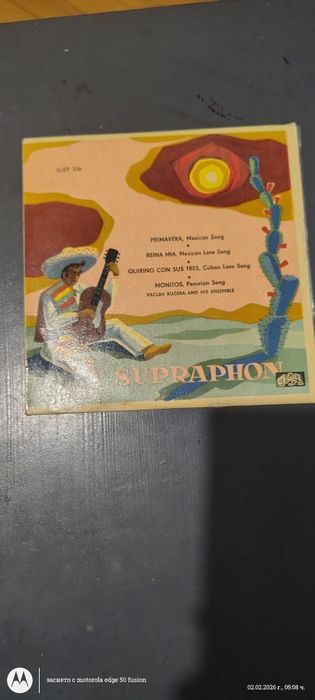 SUEP 506
PRIMAVERA, Mexican Song
REINA MIA, Mexican Love Song
QUIRINO CON SUS TRES, Cuban Love Song
MONITOS, Peruvian Song
VACLAV KUCERA AND HIS ENSEMBLE
SUPRAPHON
заснето с motorola edge 50 fusion
02.02.2026 г., 05:08 ч.